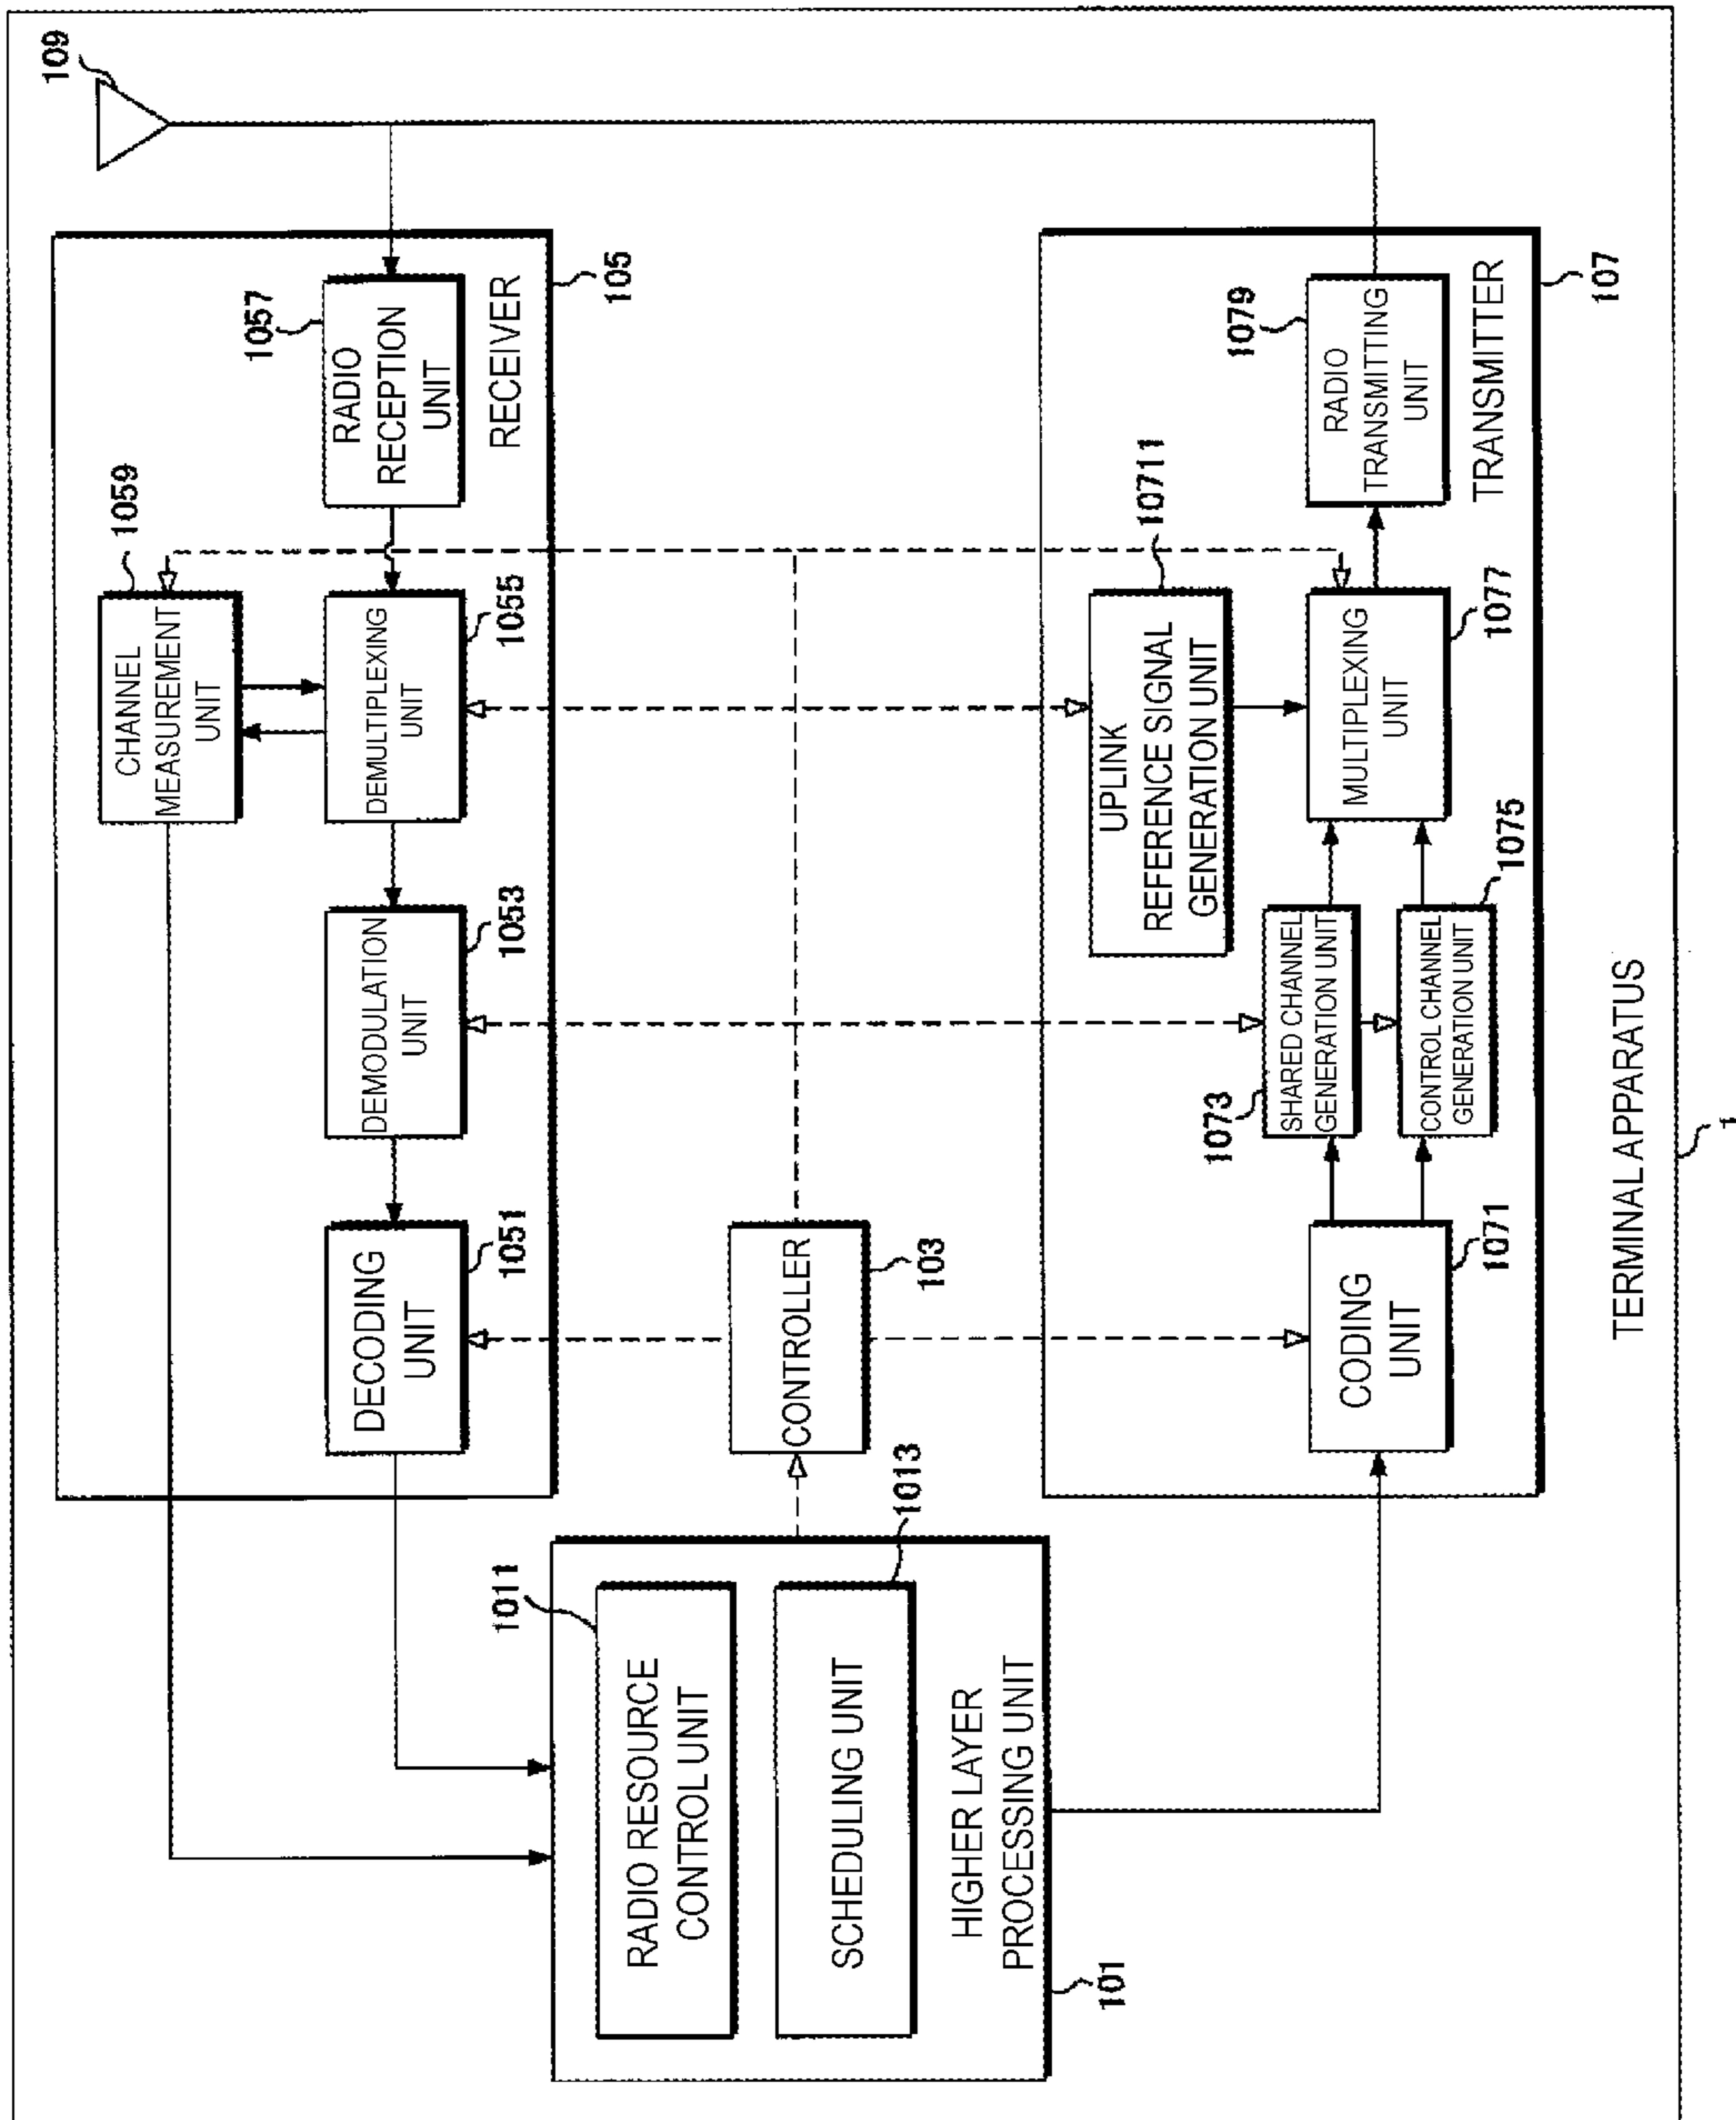 109
1057
RADIO
RECEPTION
UNIT
RECEIVER
105
1059
CHANNEL
MEASUREMENT
UNIT
DEMULTIPLEXING
UNIT
1055
DEMODULATION
UNIT
1053
DECODING
UNIT
1051
CONTROLLER
103
1011
RADIO RESOURCE
CONTROL UNIT
1013
SCHEDULING UNIT
HIGHER LAYER
PROCESSING UNIT
101
1079
RADIO
TRANSMITTING
UNIT
TRANSMITTER
107
10711
UPLINK
REFERENCE SIGNAL
GENERATION UNIT
MULTIPLEXING
UNIT
1077
1073
SHARED CHANNEL
GENERATION UNIT
1075
CONTROL CHANNEL
GENERATION UNIT
CODING
UNIT
1071
TERMINAL APPARATUS
1